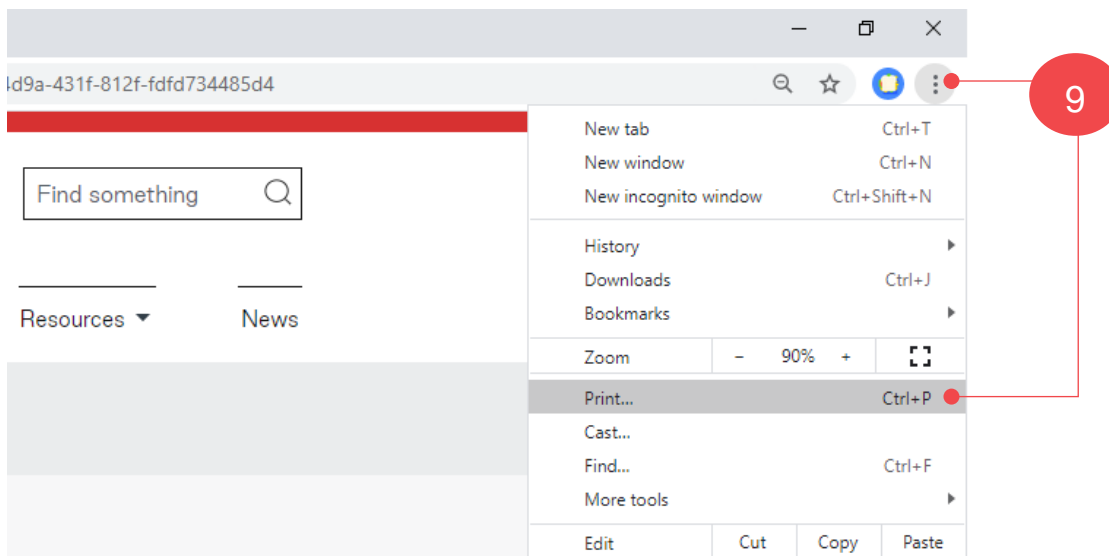 4d9a-431f-812f-fdfd734485d4
9
New tab Ctrl+T
New window Ctrl+N
Find something
New incognito window Ctrl+Shift+N
History
Downloads Ctrl+J
Resources News
Bookmarks
Zoom - 90% +
Print... Ctrl+P
Cast...
Find... Ctrl+F
More tools
Edit Cut Copy Paste